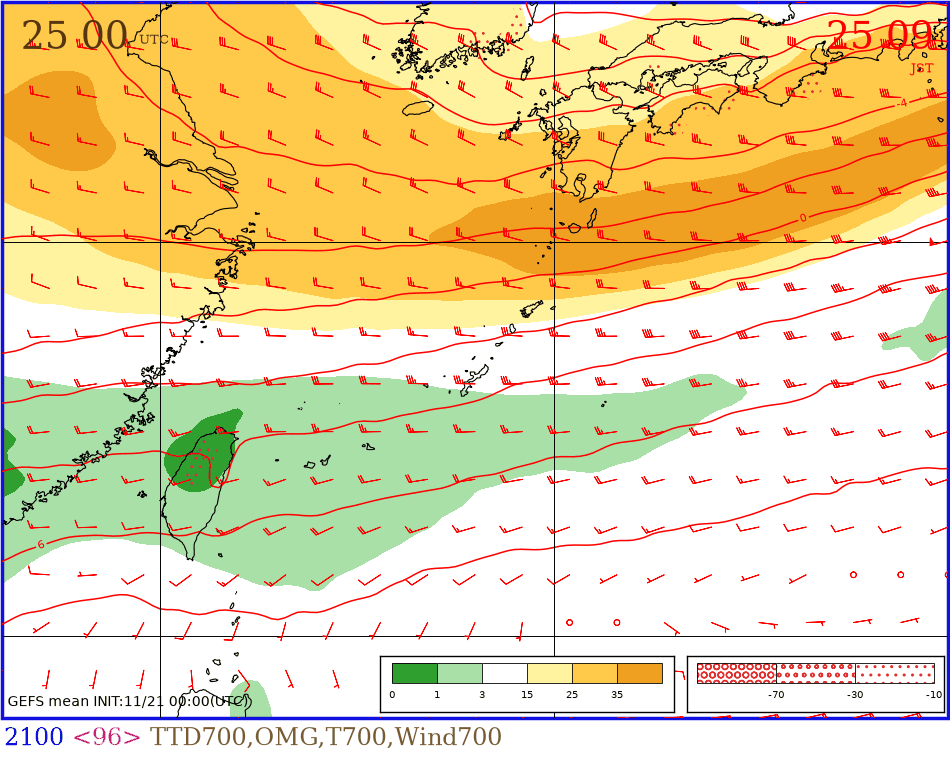 25 00 UTC
25 09
JST
-4
0
6
GEFS mean INIT:11/21 00:00(UTC)
0 1 3 15 25 35
-70 -30 -10
2100 <96> TTD700,OMG,T700,Wind700